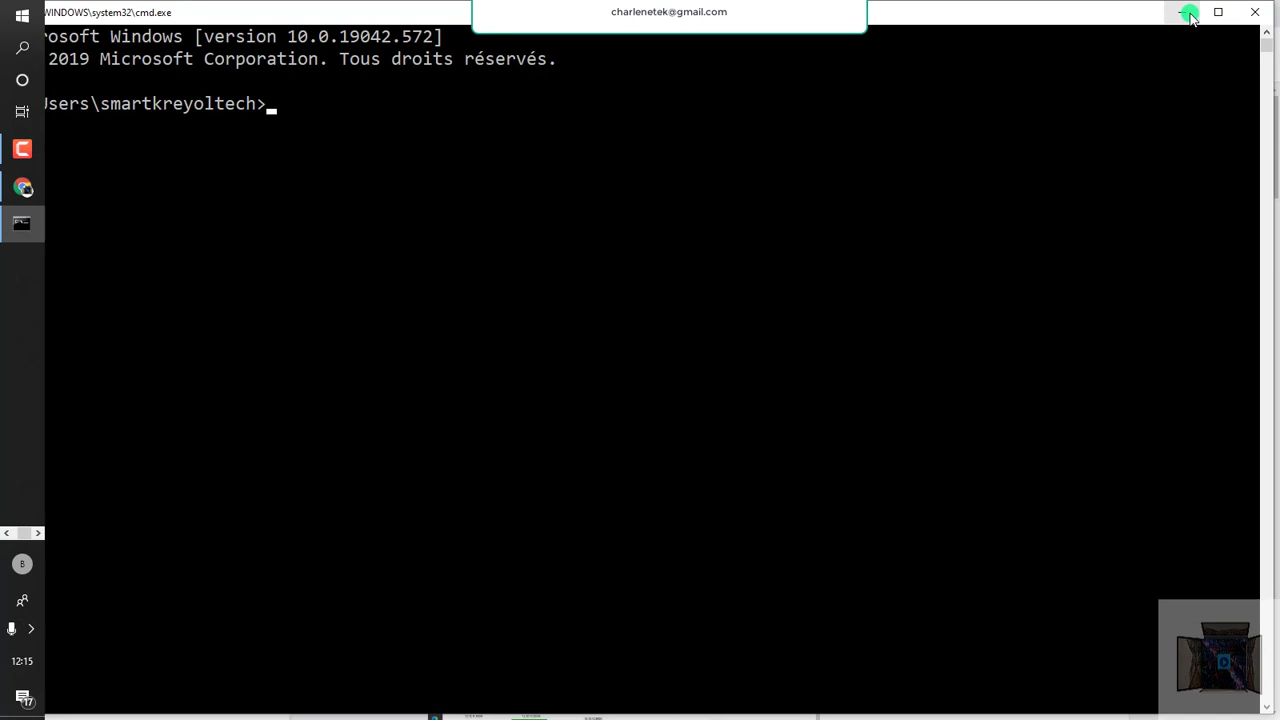 WINDOWS\system32\cmd.exe
charlenetek@gmail.com
rosoft Windows [version 10.0.19042.572]
2019 Microsoft Corporation. Tous droits réservés.
Users\smartkreyoltech>
B
12:15
17